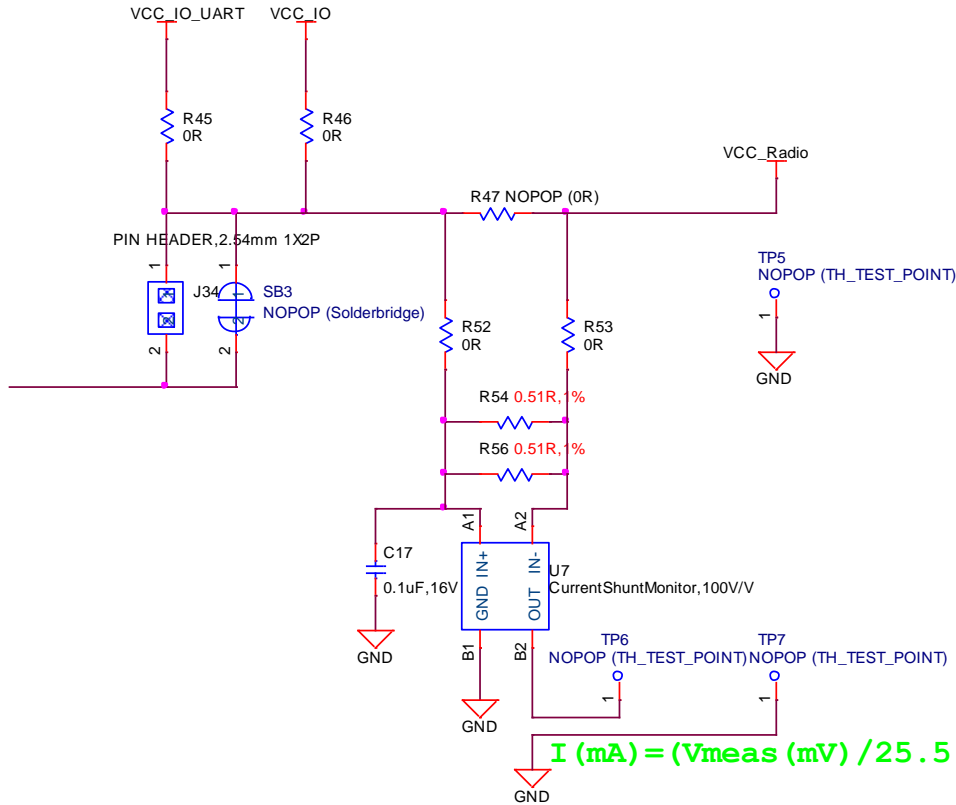 VCC_IO_UART
VCC_IO
R45
0R
R46
0R
VCC_Radio
R47 NOPOP (0R)
PIN HEADER,2.54mm 1X2P
1
1
J34
SB3
NOPOP (Solderbridge)
1
2
2
2
R52
0R
R53
0R
TP5
NOPOP (TH_TEST_POINT)
1
GND
R54 0.51R,1%
R56 0.51R,1%
A1
A2
C17
0.1uF,16V
GND
GND IN+
OUT IN-
U7
CurrentShuntMonitor,100V/V
B1
B2
GND
TP6
NOPOP (TH_TEST_POINT)
1
TP7
NOPOP (TH_TEST_POINT)
1
I(mA)=(Vmeas(mV)/25.5
GND